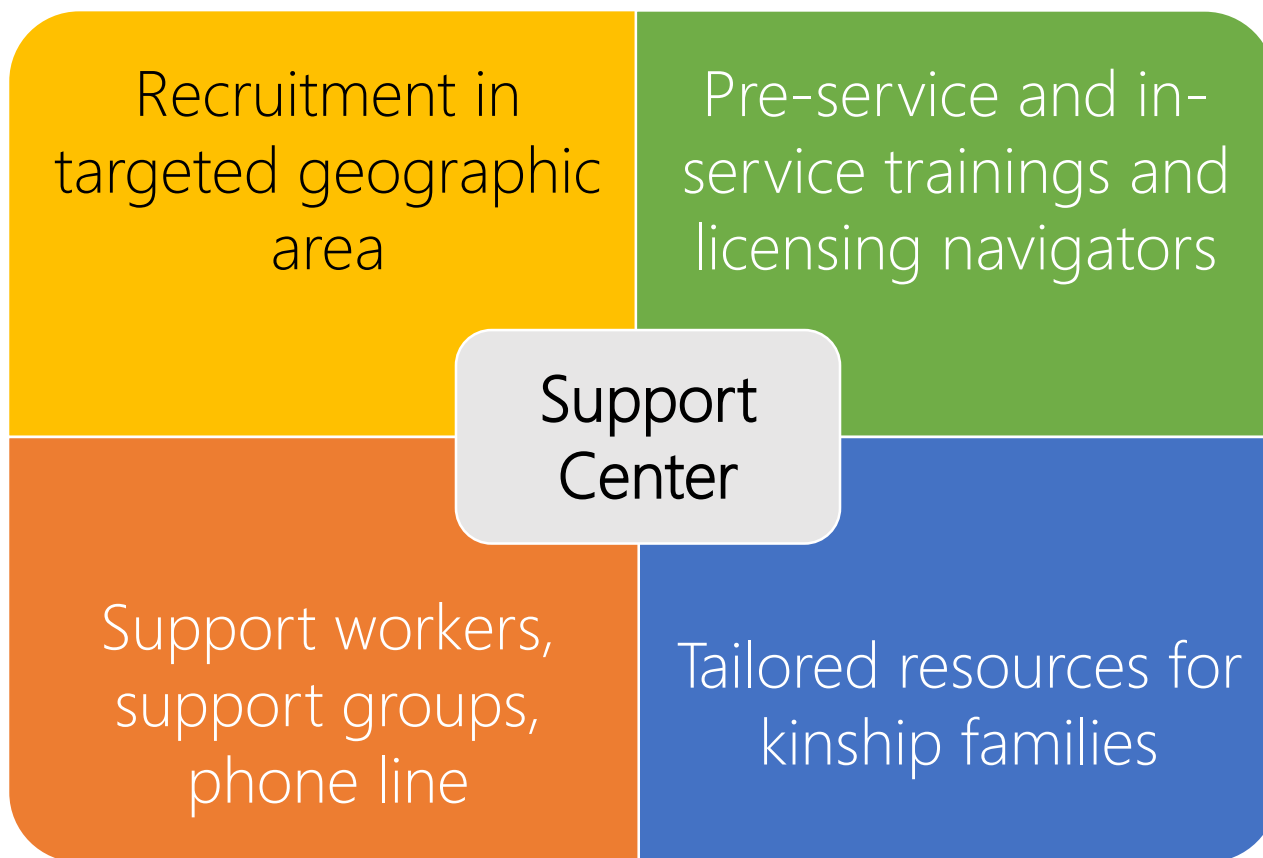 Recruitment in
targeted geographic
area
Pre-service and in-
service trainings and
licensing navigators
Support
Center
Support workers,
support groups,
phone line
Tailored resources for
kinship families